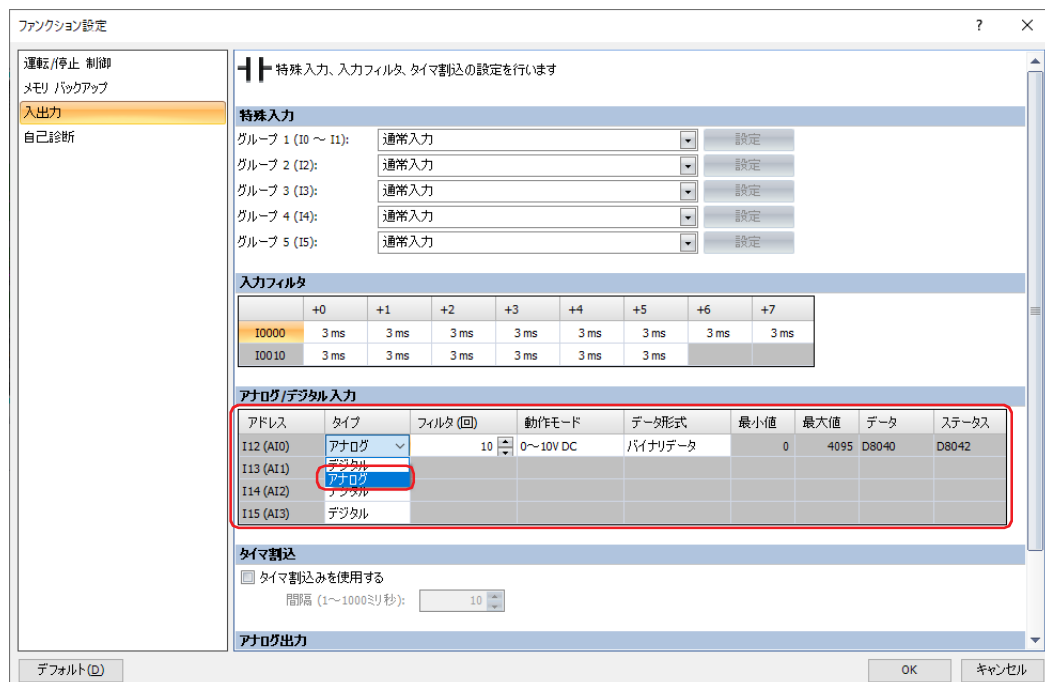 ファンクション設定
? ×
運転/停止 制御
メモリ バックアップ
入出力
自己診断
特殊入力、入力フィルタ、タイマ割込の設定を行います
特殊入力
グループ 1 (I0 ~ I1): 通常入力 設定
グループ 2 (I2): 通常入力 設定
グループ 3 (I3): 通常入力 設定
グループ 4 (I4): 通常入力 設定
グループ 5 (I5): 通常入力 設定
入力フィルタ
+0 +1 +2 +3 +4 +5 +6 +7
I0000 3 ms 3 ms 3 ms 3 ms 3 ms 3 ms 3 ms 3 ms
I0010 3 ms 3 ms 3 ms 3 ms 3 ms 3 ms
アナログ/デジタル入力
アドレス タイプ フィルタ(回) 動作モード データ形式 最小値 最大値 データ ステータス
I12 (AI0) アナログ 10 0~10V DC バイナリデータ 0 4095 D8040 D8042
I13 (AI1) デジタル
アナログ
I14 (AI2) デジタル
I15 (AI3) デジタル
タイマ割込
タイマ割込みを使用する
間隔 (1~1000ミリ秒): 10
アナログ出力
デフォルト(D) OK キャンセル